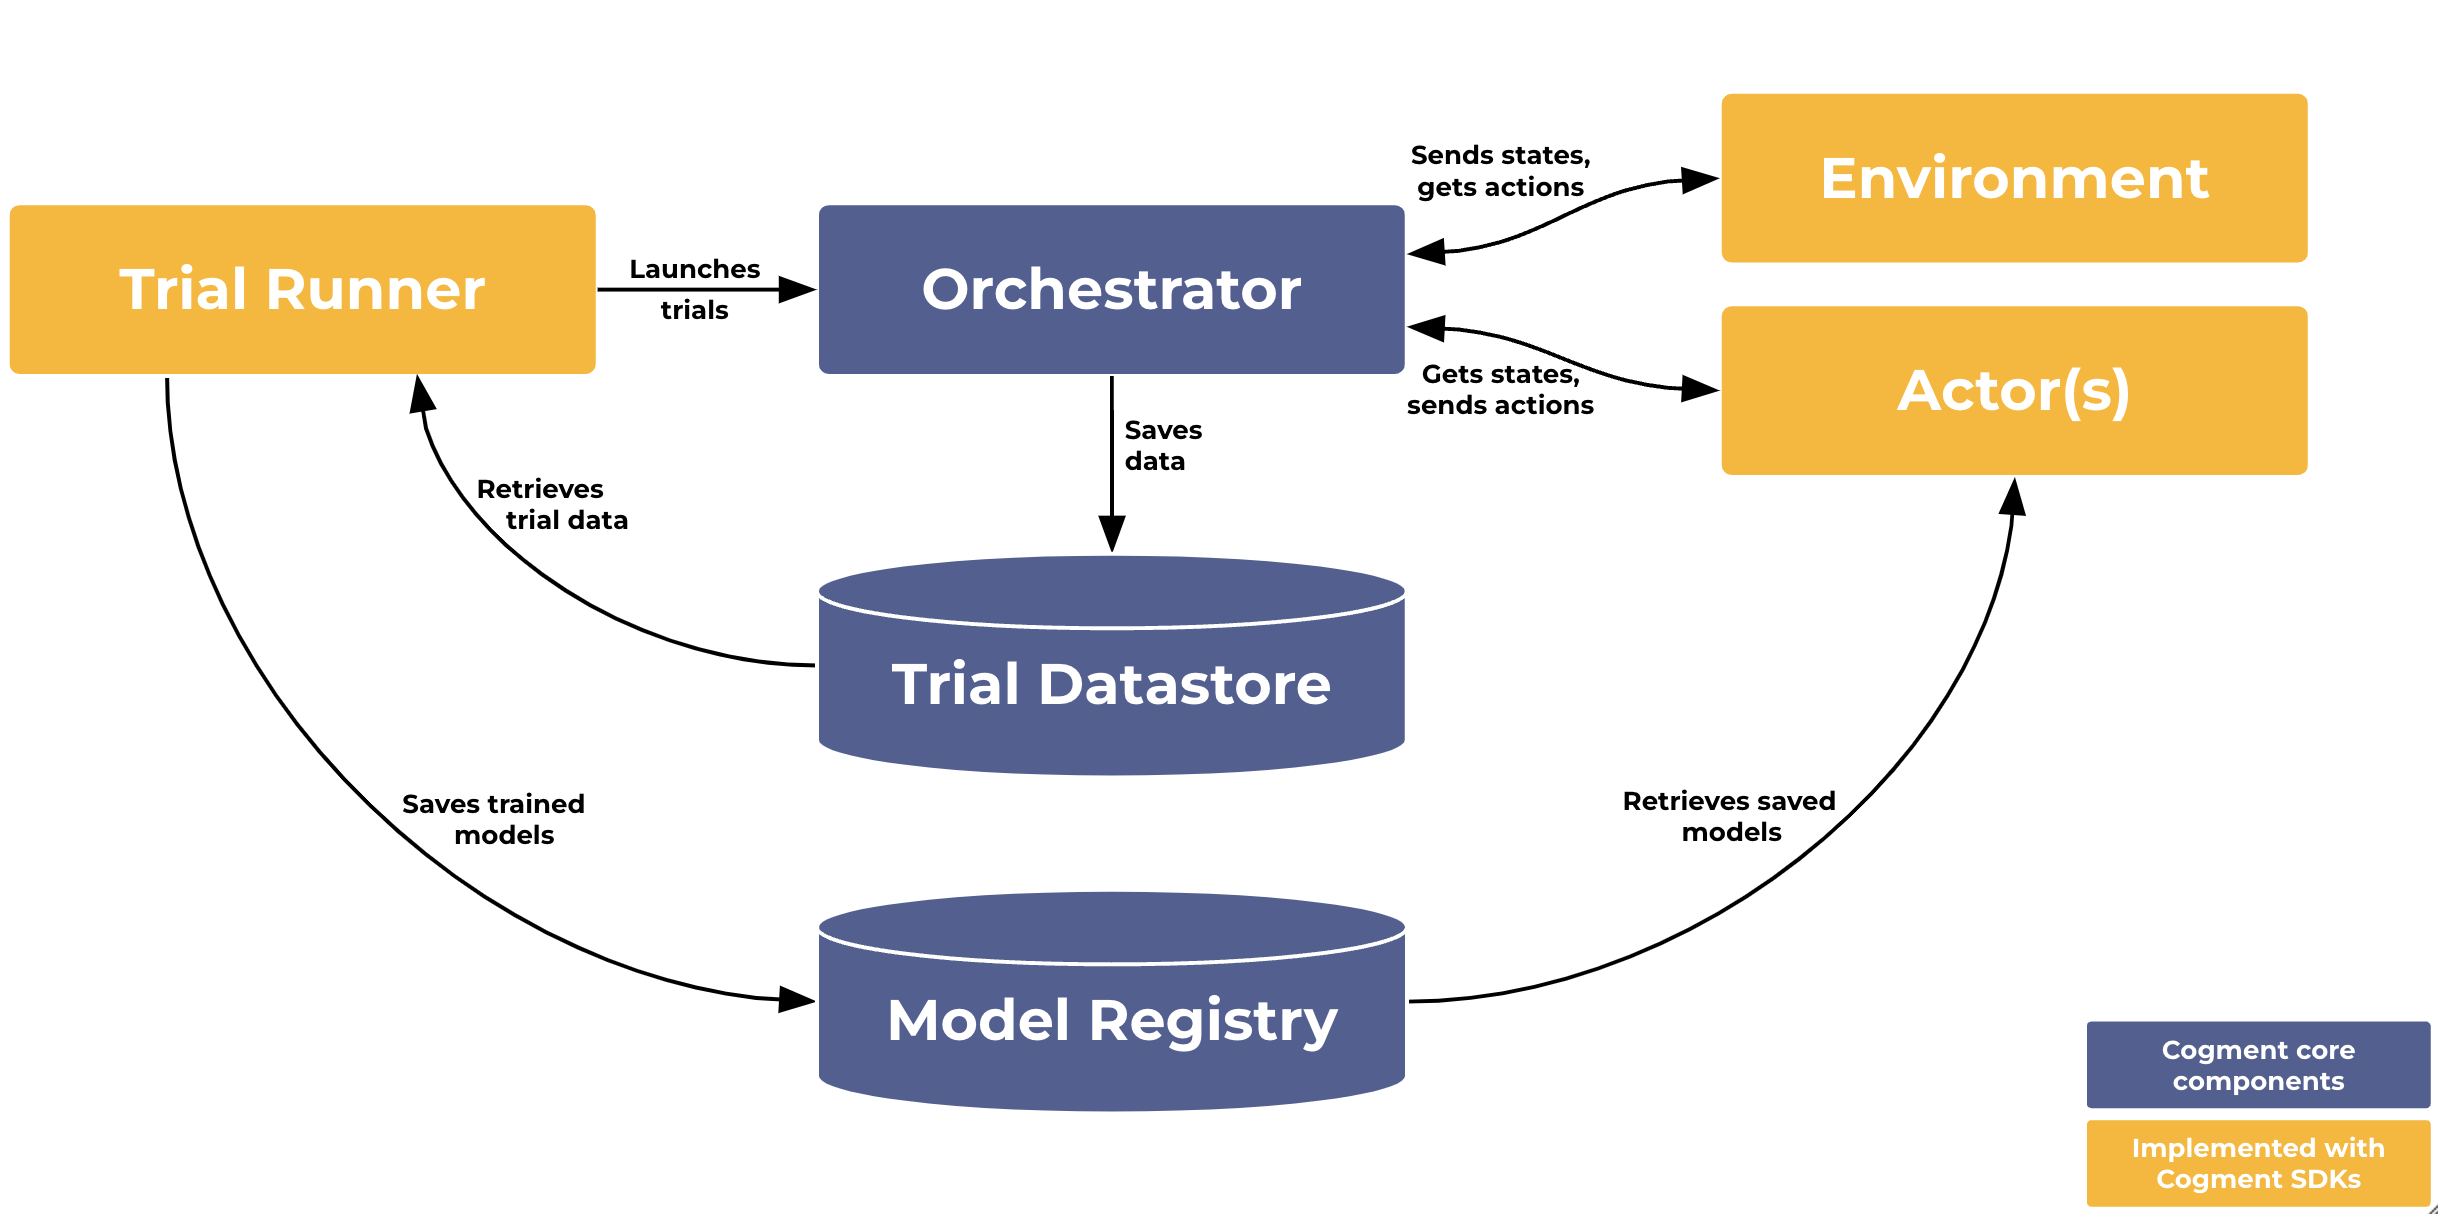 Sends states,
gets actions
Environment
Trial Runner
Launches
trials
Orchestrator
Gets states,
sends actions
Actor(s)
Saves
data
Retrieves
trial data
Trial Datastore
Saves trained
models
Retrieves saved
models
Model Registry
Cogment core
components
Implemented with
Cogment SDKs